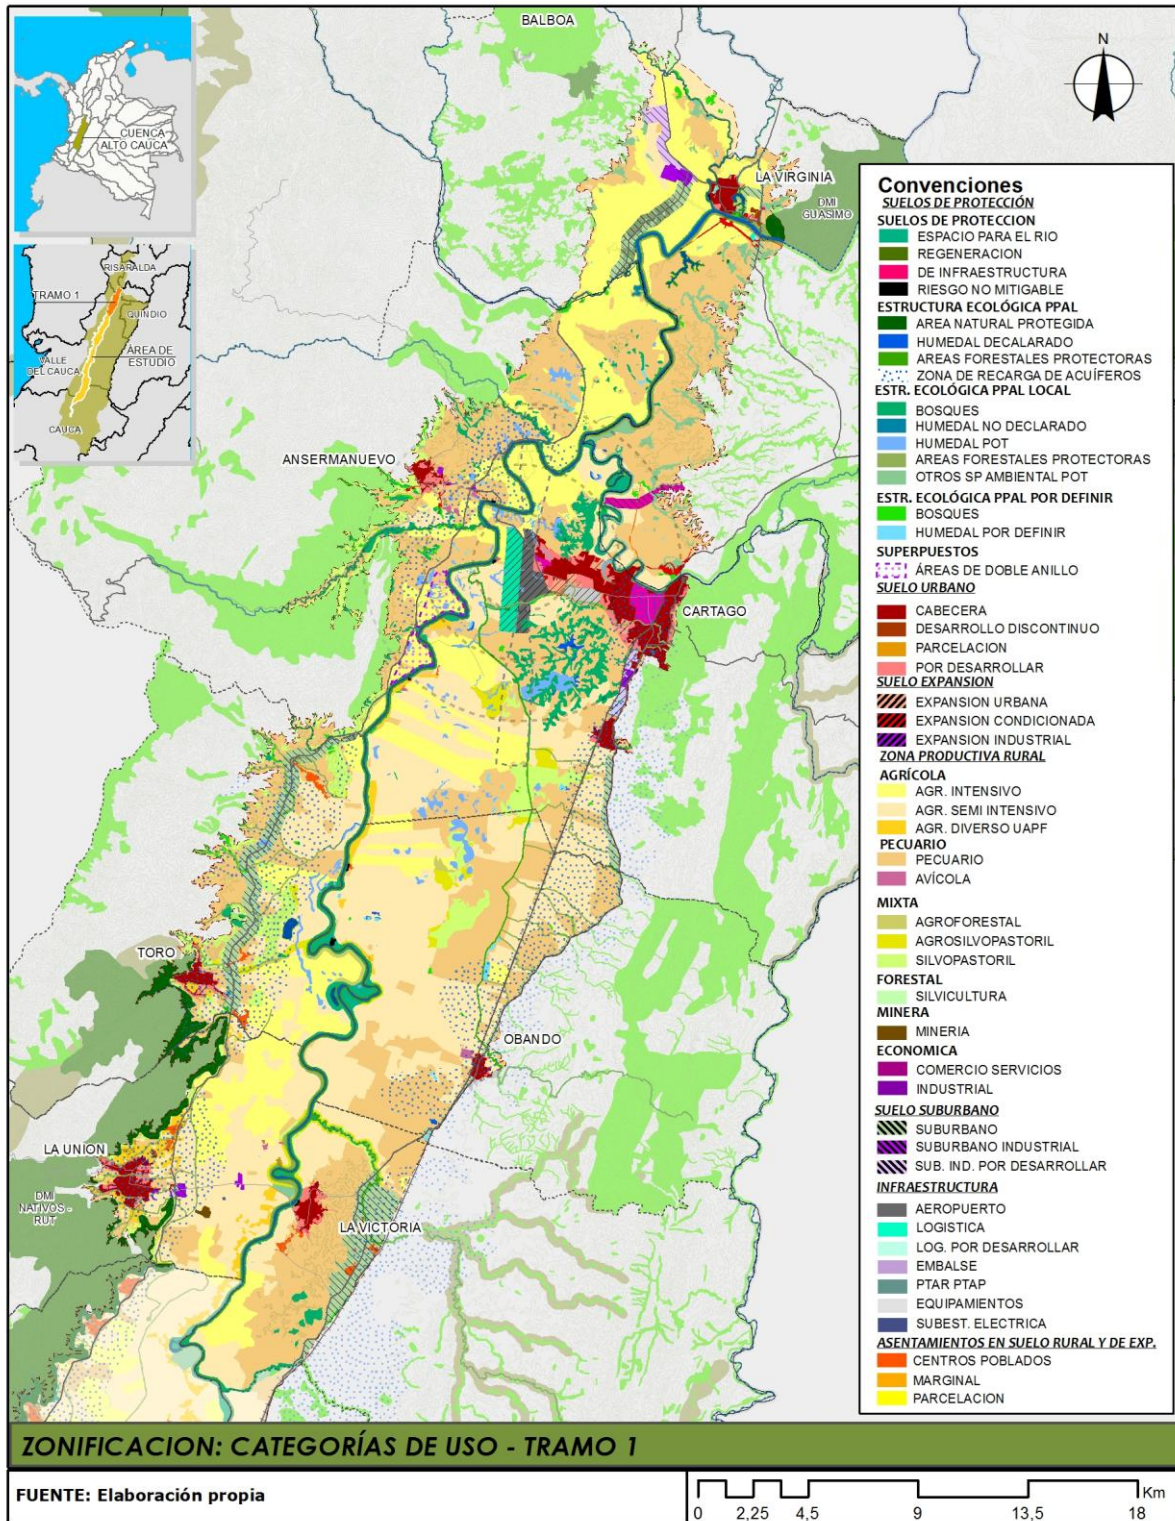 BALBOA
N
CUENCA
ALTO CAUCA
LA VIRGINIA
DMI
GUASIMO
RISARALDA
TRAMO 1
QUINDIO
ÁREA DE
ESTUDIO
VALLE
DEL CAUCA
CAUCA
ANSERMANUEVO
CARTAGO
TORO
OBANDO
LA UNION
DMI
NATIVOS -
RUT
LA VICTORIA
Convenciones
SUELOS DE PROTECCIÓN
SUELOS DE PROTECCION
ESPACIO PARA EL RIO
REGENERACION
DE INFRAESTRUCTURA
RIESGO NO MITIGABLE
ESTRUCTURA ECOLÓGICA PPAL
AREA NATURAL PROTEGIDA
HUMEDAL DECALARADO
AREAS FORESTALES PROTECTORAS
ZONA DE RECARGA DE ACUÍFEROS
ESTR. ECOLÓGICA PPAL LOCAL
BOSQUES
HUMEDAL NO DECLARADO
HUMEDAL POT
AREAS FORESTALES PROTECTORAS
OTROS SP AMBIENTAL POT
ESTR. ECOLÓGICA PPAL POR DEFINIR
BOSQUES
HUMEDAL POR DEFINIR
SUPERPUESTOS
ÁREAS DE DOBLE ANILLO
SUELO URBANO
CABECERA
DESARROLLO DISCONTINUO
PARCELACION
POR DESARROLLAR
SUELO EXPANSION
EXPANSION URBANA
EXPANSION CONDICIONADA
EXPANSION INDUSTRIAL
ZONA PRODUCTIVA RURAL
AGRÍCOLA
AGR. INTENSIVO
AGR. SEMI INTENSIVO
AGR. DIVERSO UAPF
PECUARIO
PECUARIO
AVÍCOLA
MIXTA
AGROFORESTAL
AGROSILVOPASTORIL
SILVOPASTORIL
FORESTAL
SILVICULTURA
MINERA
MINERIA
ECONOMICA
COMERCIO SERVICIOS
INDUSTRIAL
SUELO SUBURBANO
SUBURBANO
SUBURBANO INDUSTRIAL
SUB. IND. POR DESARROLLAR
INFRAESTRUCTURA
AEROPUERTO
LOGISTICA
LOG. POR DESARROLLAR
EMBALSE
PTAR PTAP
EQUIPAMIENTOS
SUBEST. ELECTRICA
ASENTAMIENTOS EN SUELO RURAL Y DE EXP.
CENTROS POBLADOS
MARGINAL
PARCELACION
ZONIFICACION: CATEGORÍAS DE USO - TRAMO 1
FUENTE: Elaboración propia
Km
0 2,25 4,5 9 13,5 18